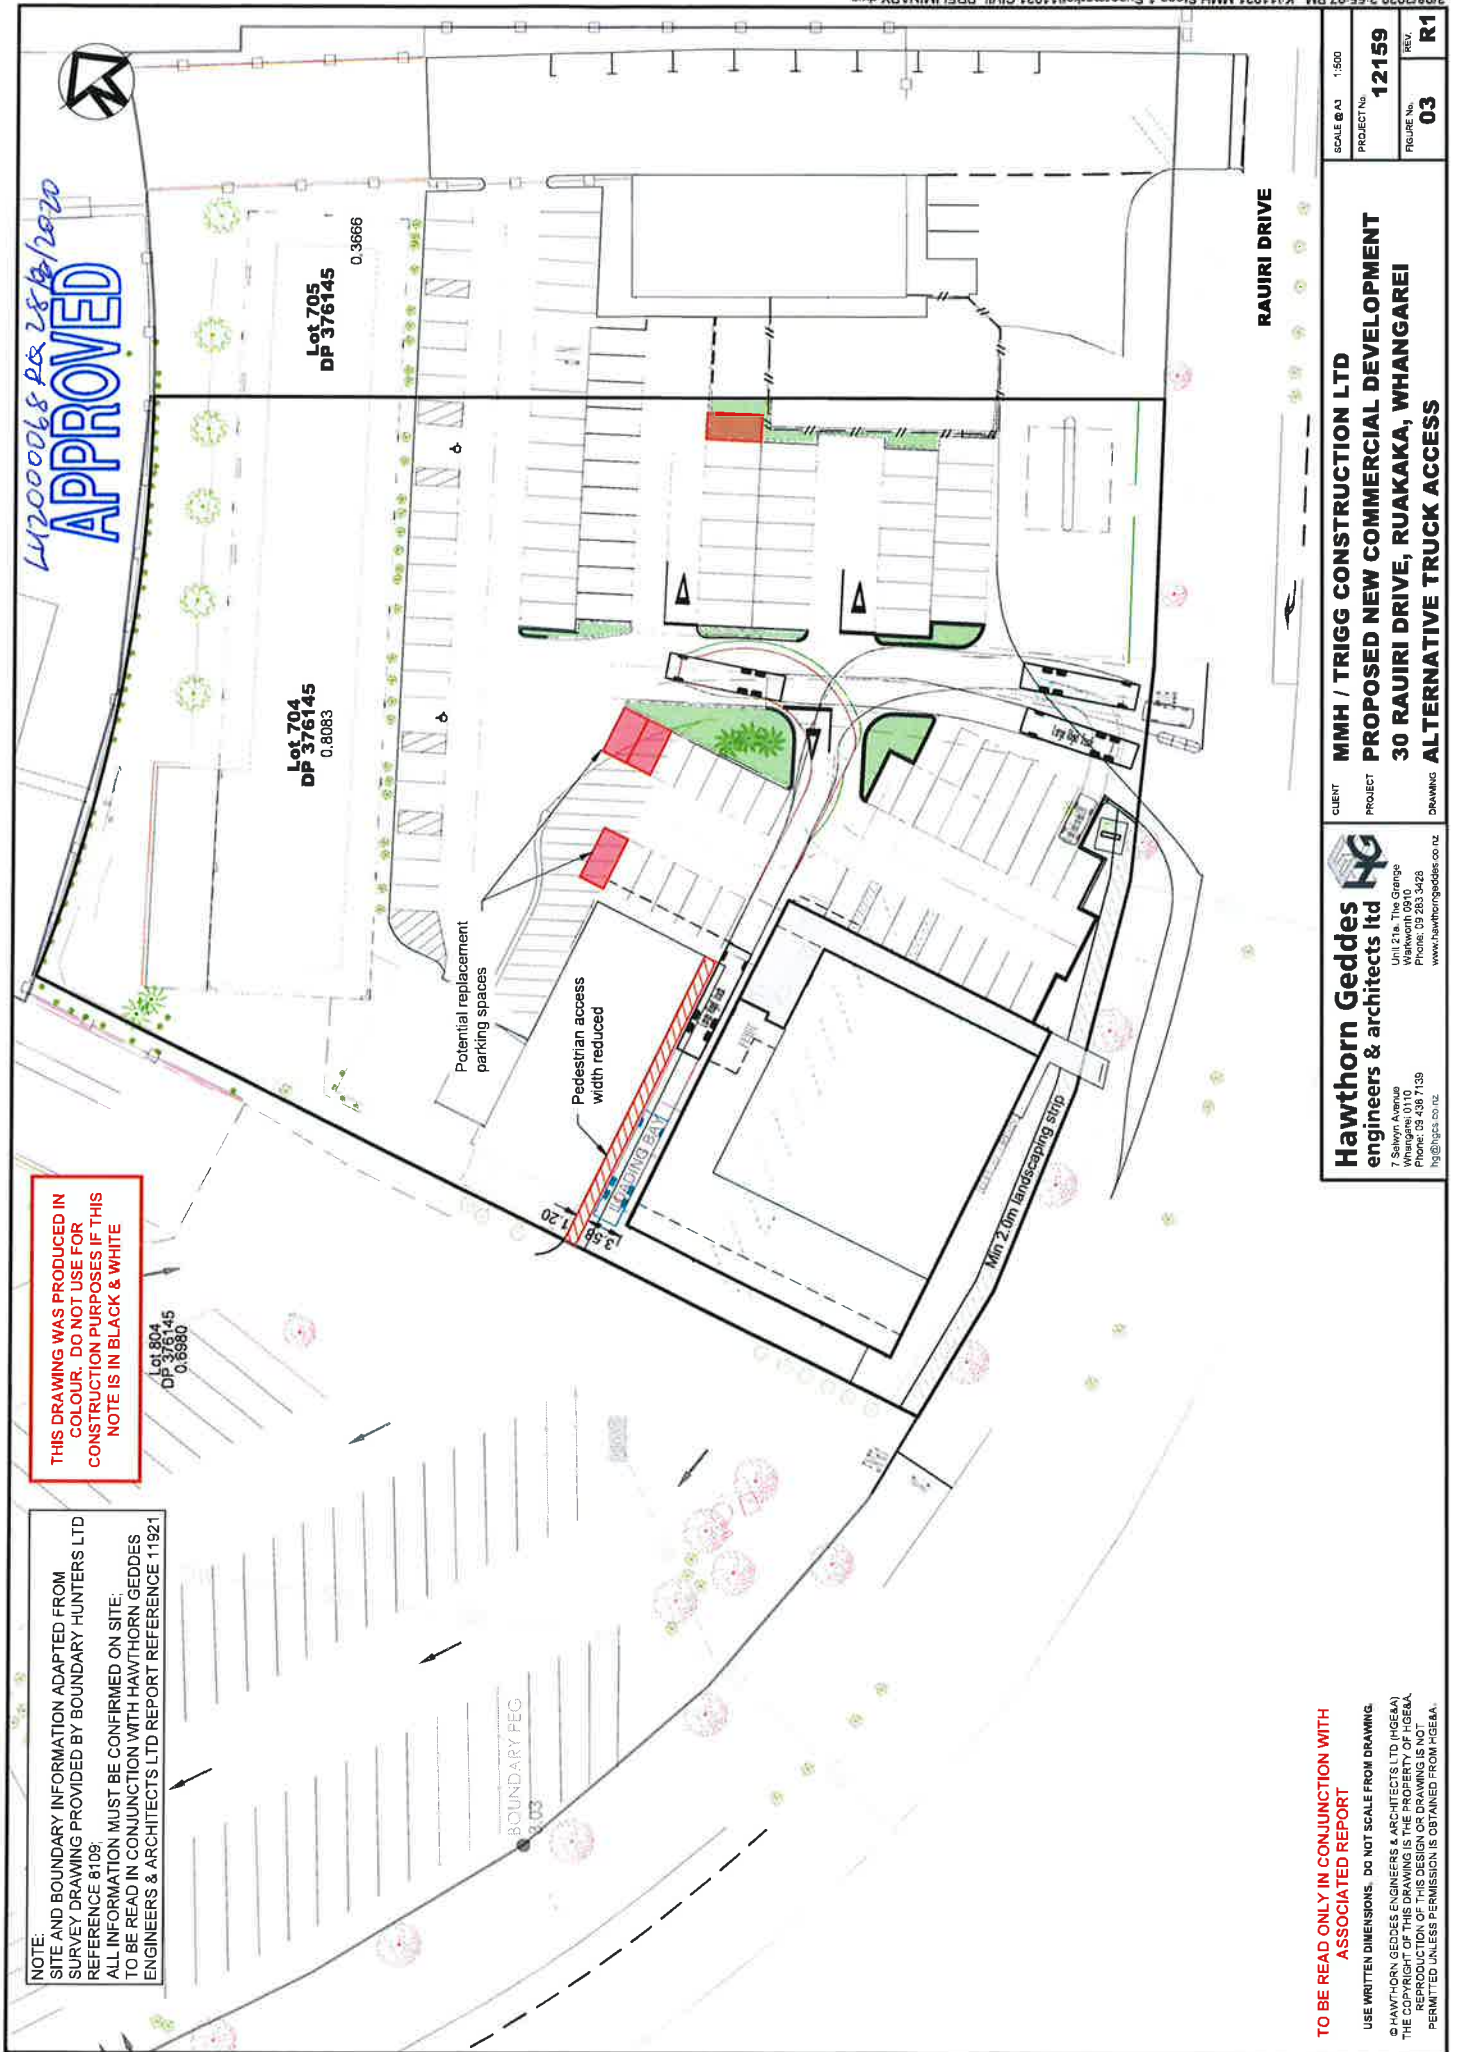 NOTE:
SITE AND BOUNDARY INFORMATION ADAPTED FROM
SURVEY DRAWING PROVIDED BY BOUNDARY HUNTERS LTD
REFERENCE 8109;
ALL INFORMATION MUST BE CONFIRMED ON SITE;
TO BE READ IN CONJUNCTION WITH HAWTHORN GEDDES
ENGINEERS & ARCHITECTS LTD REPORT REFERENCE 11921
THIS DRAWING WAS PRODUCED IN
COLOUR. DO NOT USE FOR
CONSTRUCTION PURPOSES IF THIS
NOTE IS IN BLACK & WHITE
APPROVED
Lot 804
DP 376145
0.6980
Lot 704
DP 376145
0.8083
Lot 705
DP 376145
0.3666
Potential replacement
parking spaces
Pedestrian access
width reduced
1.20
3.58
LOADING BAY
Min 2.0m landscaping strip
BOUNDARY PEG
3.03
RAUIRI DRIVE
TO BE READ ONLY IN CONJUNCTION WITH
ASSOCIATED REPORT
USE WRITTEN DIMENSIONS. DO NOT SCALE FROM DRAWING.
© HAWTHORN GEDDES ENGINEERS & ARCHITECTS LTD (HGE&A)
THE COPYRIGHT OF THIS DRAWING IS THE PROPERTY OF HGE&A.
REPRODUCTION OF THIS DESIGN OR DRAWING IS NOT
PERMITTED UNLESS PERMISSION IS OBTAINED FROM HGE&A.
Hawthorn Geddes
engineers & architects ltd
HG
7 Selwyn Avenue
Whangarei 0110
Phone: 09 438 7139
hg@hgcs.co.nz
Unit 21a, The Grange
Warkworth 0910
Phone: 09 283 3428
www.hawthorngeddes.co.nz
CLIENT MMH / TRIGG CONSTRUCTION LTD
PROJECT PROPOSED NEW COMMERCIAL DEVELOPMENT
30 RAUIRI DRIVE, RUAKAKA, WHANGAREI
DRAWING ALTERNATIVE TRUCK ACCESS
SCALE @ A3 1:500
PROJECT No. 12159
FIGURE No. 03
REV. R1